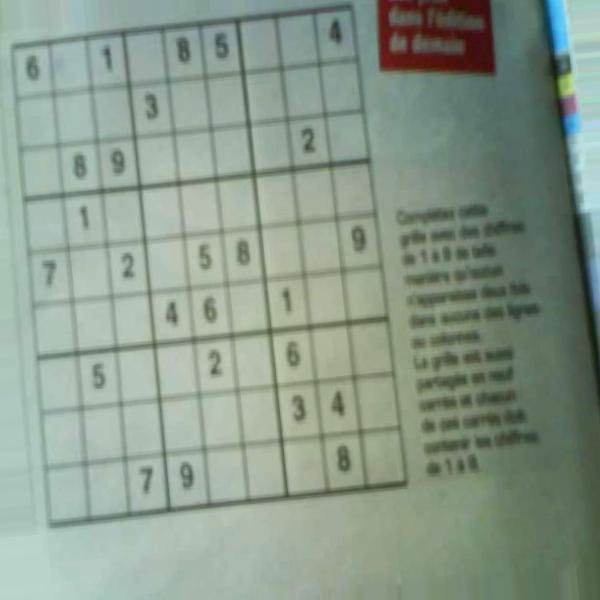 dans l'édition
de demain
6 1 8 5 4
3
8 9 2
1
7 2 5 8 9
4 6 1
5 2 6
3 4
7 9 8
Complétez cette
grille avec des chiffres
de 1 à 9 de telle
manière qu'aucun
n'apparaisse deux fois
dans aucune des lignes
ou colonnes.
La grille est aussi
partagée en neuf
carrés et chacun
de ces carrés doit
contenir les chiffres
de 1 à 9.